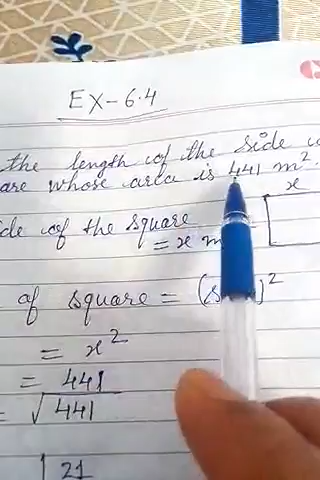 EX-6.4
the length of the side of
are whose area is 441 m².
x
de of the square
= x m
of square = (s )²
= x²
= 441
= √441
21